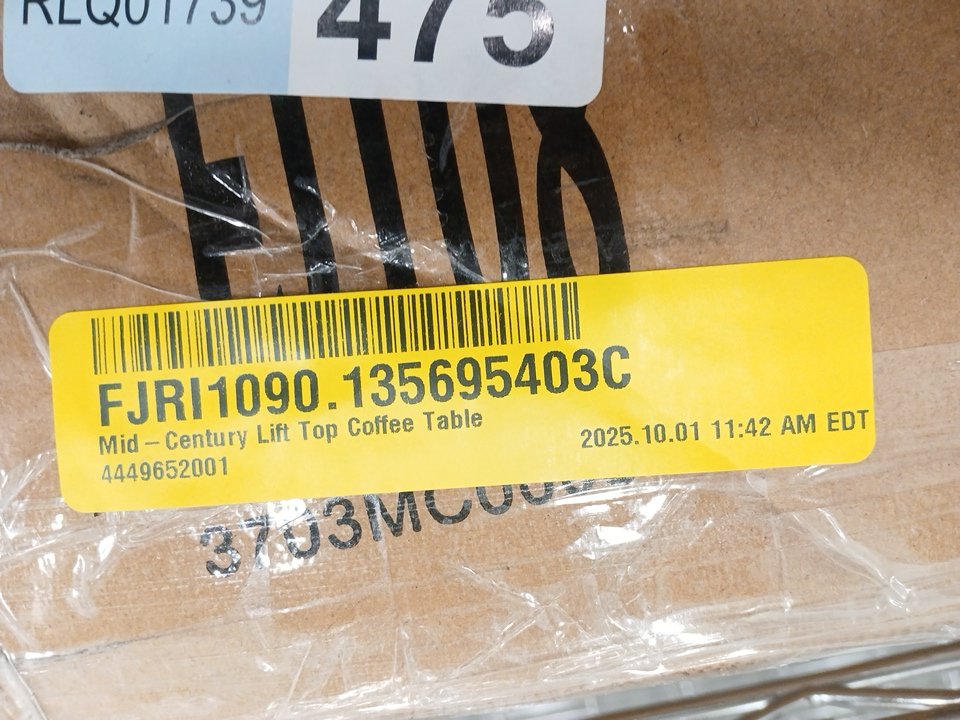 RLQ01739
475
FJRI1090.135695403C
Mid-Century Lift Top Coffee Table
2025.10.01 11:42 AM EDT
4449652001